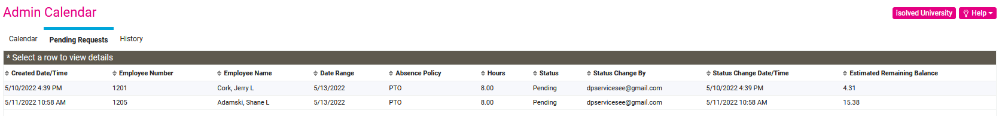 Admin Calendar
isolved University Help
Calendar Pending Requests History
* Select a row to view details
Created Date/Time Employee Number Employee Name Date Range Absence Policy Hours Status Status Change By Status Change Date/Time Estimated Remaining Balance
5/10/2022 4:39 PM 1201 Cork, Jerry L 5/13/2022 PTO 8.00 Pending dpservicesee@gmail.com 5/10/2022 4:39 PM 4.31
5/11/2022 10:58 AM 1205 Adamski, Shane L 5/13/2022 PTO 8.00 Pending dpservicesee@gmail.com 5/11/2022 10:58 AM 15.38